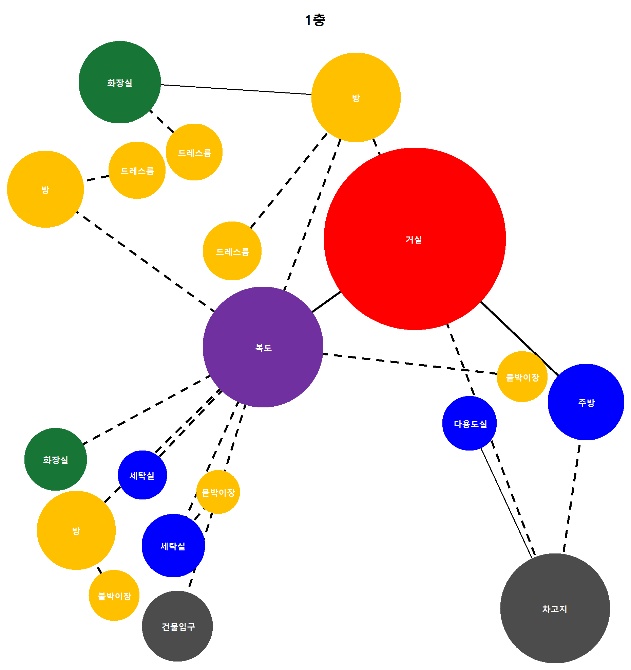 1층
화장실
방
드레스룸
드레스룸
방
거실
드레스룸
복도
붙박이장
주방
다용도실
화장실
세탁실
붙박이장
방
세탁실
붙박이장
차고지
건물입구